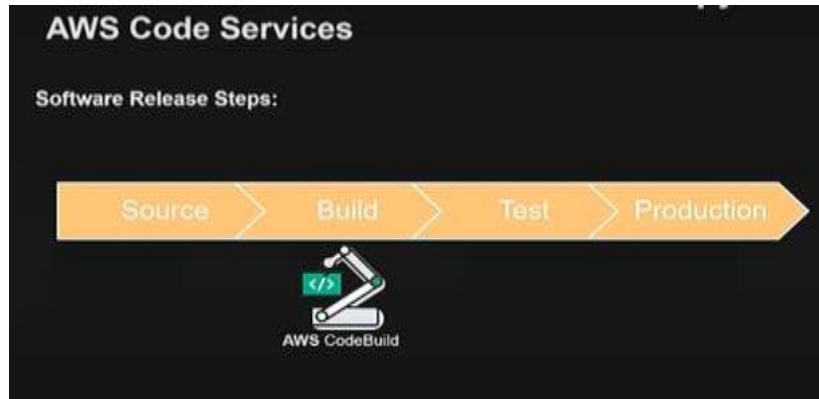 AWS Code Services
Software Release Steps:
Source Build Test Production
</>
AWS CodeBuild